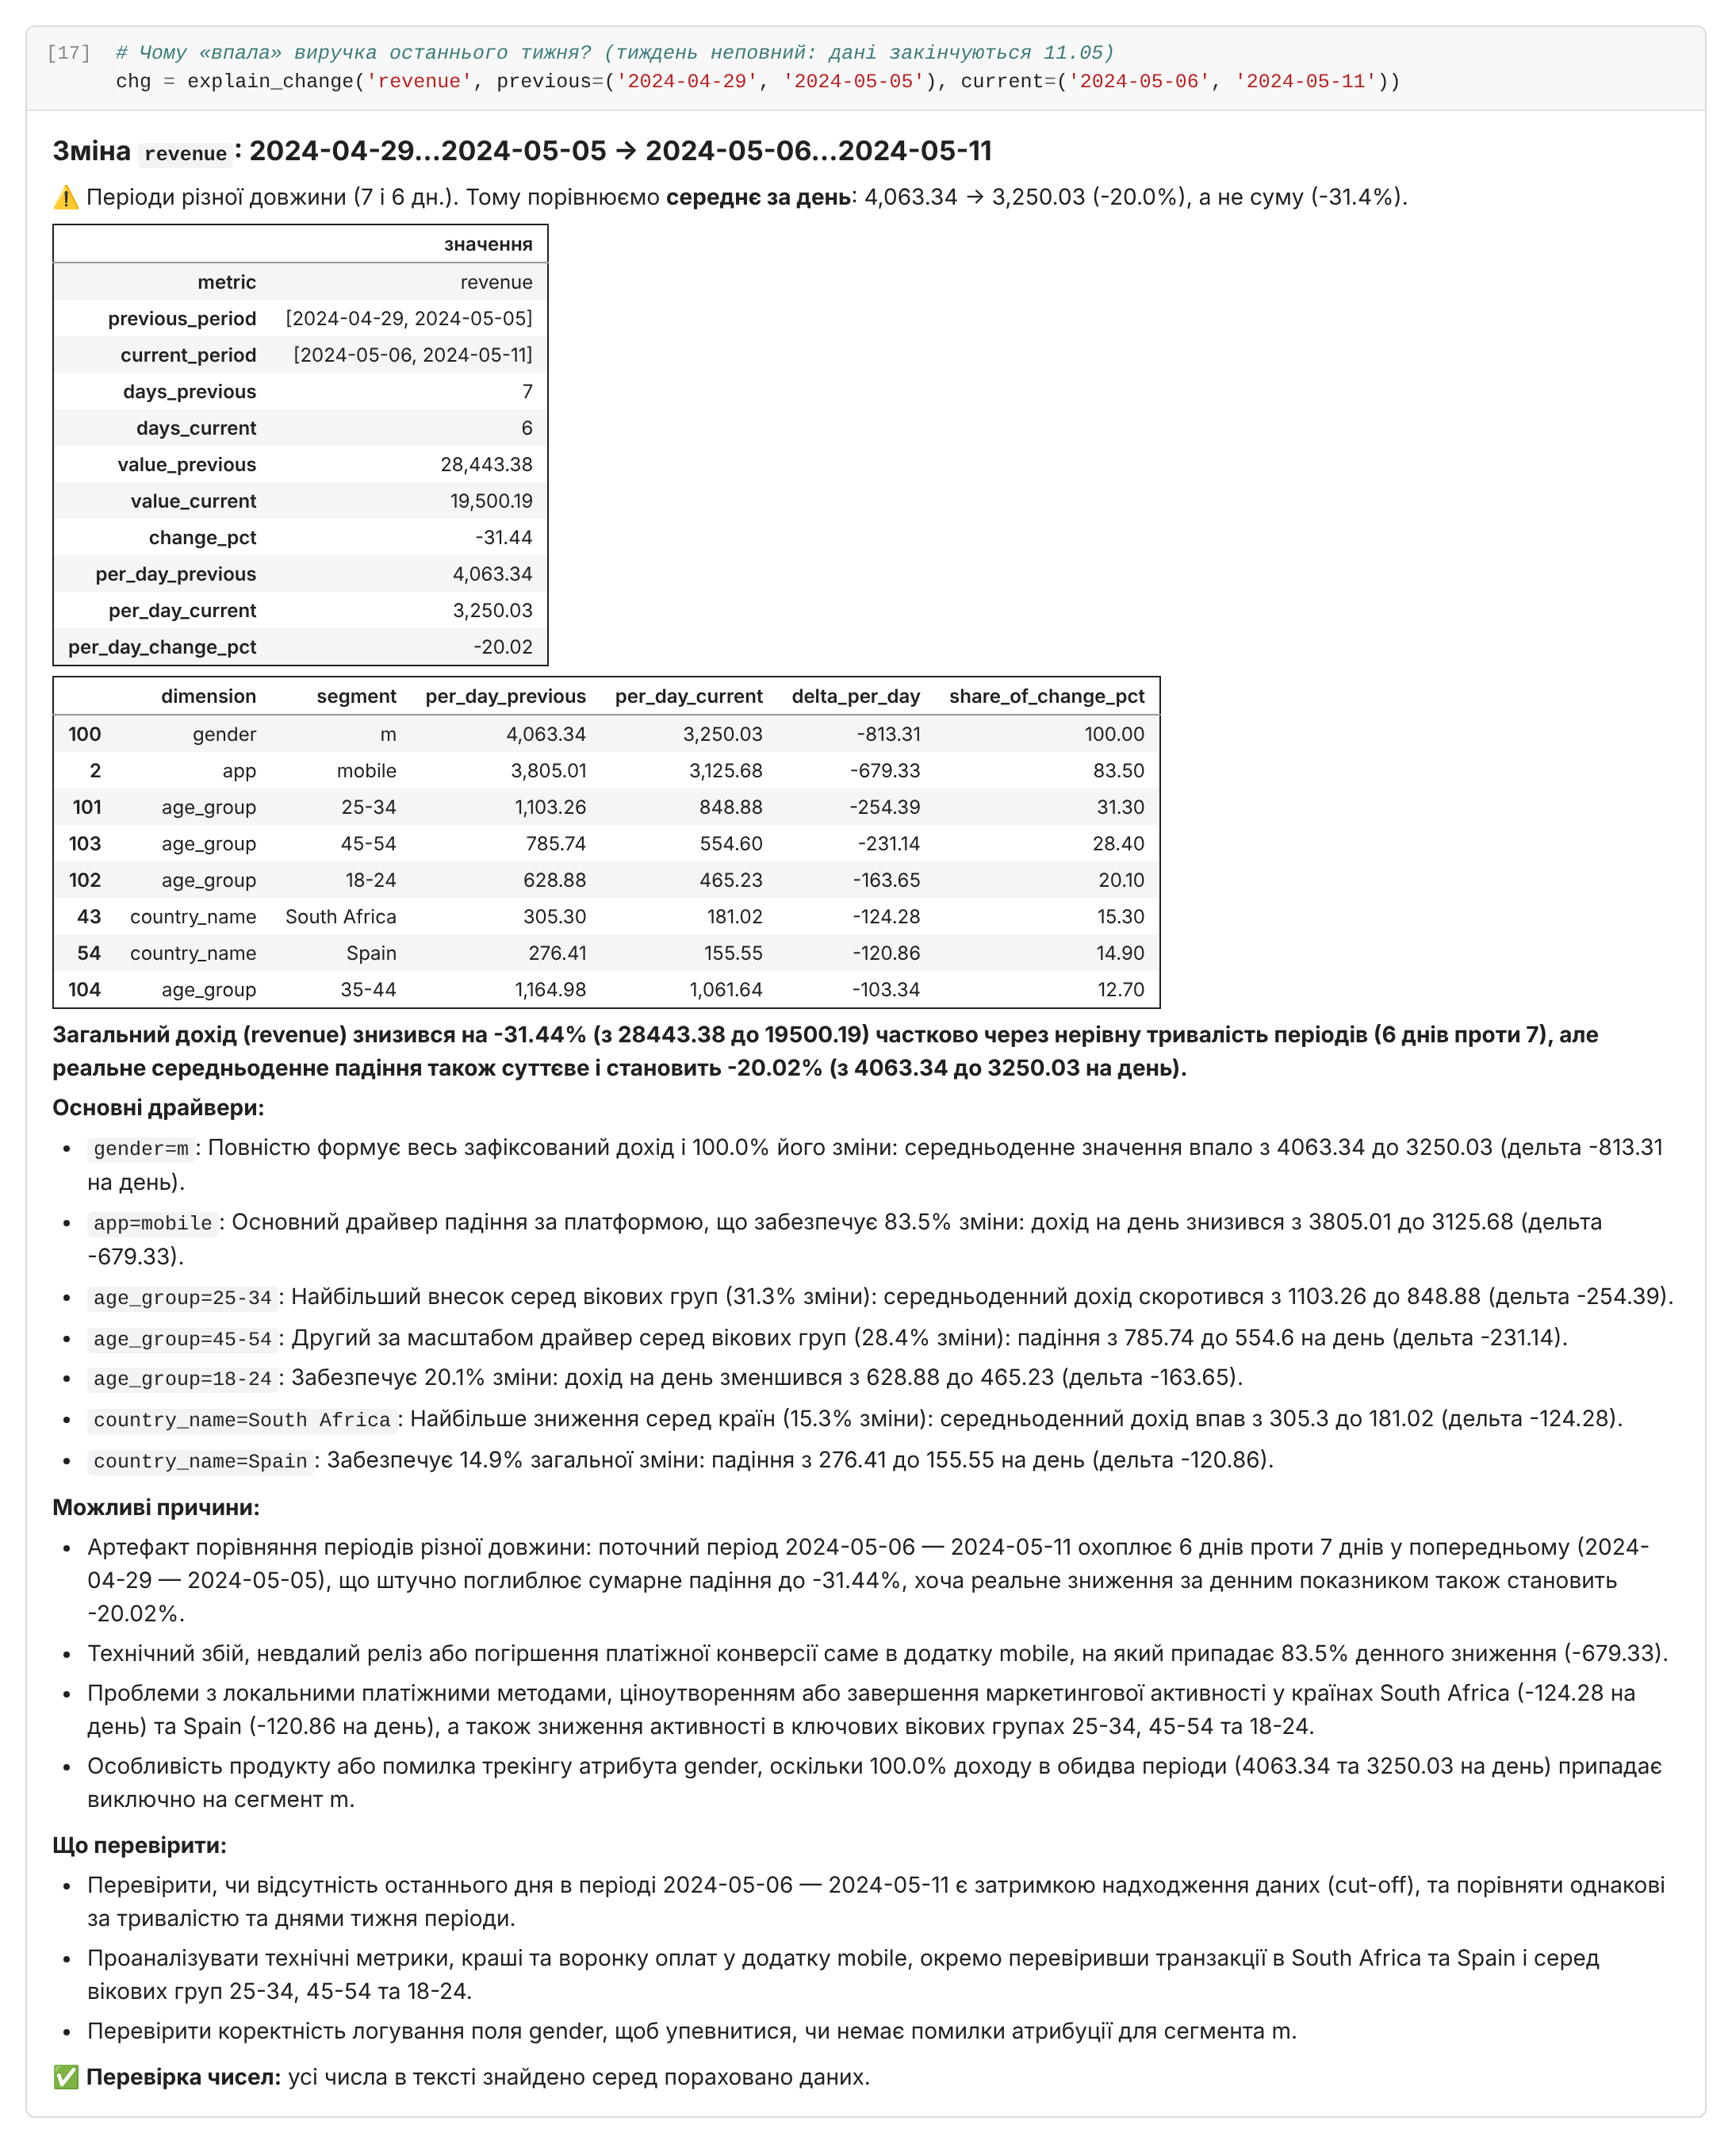 [17] # Чому «впала» виручка останнього тижня? (тиждень неповний: дані закінчуються 11.05)
chg = explain_change('revenue', previous=('2024-04-29', '2024-05-05'), current=('2024-05-06', '2024-05-11'))
Зміна revenue: 2024-04-29…2024-05-05 → 2024-05-06…2024-05-11
⚠️ Періоди різної довжини (7 і 6 дн.). Тому порівнюємо середнє за день: 4,063.34 → 3,250.03 (-20.0%), а не суму (-31.4%).
значення
metric revenue
previous_period [2024-04-29, 2024-05-05]
current_period [2024-05-06, 2024-05-11]
days_previous 7
days_current 6
value_previous 28,443.38
value_current 19,500.19
change_pct -31.44
per_day_previous 4,063.34
per_day_current 3,250.03
per_day_change_pct -20.02
dimension segment per_day_previous per_day_current delta_per_day share_of_change_pct
100 gender m 4,063.34 3,250.03 -813.31 100.00
2 app mobile 3,805.01 3,125.68 -679.33 83.50
101 age_group 25-34 1,103.26 848.88 -254.39 31.30
103 age_group 45-54 785.74 554.60 -231.14 28.40
102 age_group 18-24 628.88 465.23 -163.65 20.10
43 country_name South Africa 305.30 181.02 -124.28 15.30
54 country_name Spain 276.41 155.55 -120.86 14.90
104 age_group 35-44 1,164.98 1,061.64 -103.34 12.70
Загальний дохід (revenue) знизився на -31.44% (з 28443.38 до 19500.19) частково через нерівну тривалість періодів (6 днів проти 7), але
реальне середньоденне падіння також суттєве і становить -20.02% (з 4063.34 до 3250.03 на день).
Основні драйвери:
• gender=m: Повністю формує весь зафіксований дохід і 100.0% його зміни: середньоденне значення впало з 4063.34 до 3250.03 (дельта -813.31
на день).
• app=mobile: Основний драйвер падіння за платформою, що забезпечує 83.5% зміни: дохід на день знизився з 3805.01 до 3125.68 (дельта
-679.33).
• age_group=25-34: Найбільший внесок серед вікових груп (31.3% зміни): середньоденний дохід скоротився з 1103.26 до 848.88 (дельта -254.39).
• age_group=45-54: Другий за масштабом драйвер серед вікових груп (28.4% зміни): падіння з 785.74 до 554.6 на день (дельта -231.14).
• age_group=18-24: Забезпечує 20.1% зміни: дохід на день зменшився з 628.88 до 465.23 (дельта -163.65).
• country_name=South Africa: Найбільше зниження серед країн (15.3% зміни): середньоденний дохід впав з 305.3 до 181.02 (дельта -124.28).
• country_name=Spain: Забезпечує 14.9% загальної зміни: падіння з 276.41 до 155.55 на день (дельта -120.86).
Можливі причини:
• Артефакт порівняння періодів різної довжини: поточний період 2024-05-06 — 2024-05-11 охоплює 6 днів проти 7 днів у попередньому (2024-
04-29 — 2024-05-05), що штучно поглиблює сумарне падіння до -31.44%, хоча реальне зниження за денним показником також становить
-20.02%.
• Технічний збій, невдалий реліз або погіршення платіжної конверсії саме в додатку mobile, на який припадає 83.5% денного зниження (-679.33).
• Проблеми з локальними платіжними методами, ціноутворенням або завершення маркетингової активності у країнах South Africa (-124.28 на
день) та Spain (-120.86 на день), а також зниження активності в ключових вікових групах 25-34, 45-54 та 18-24.
• Особливість продукту або помилка трекінгу атрибута gender, оскільки 100.0% доходу в обидва періоди (4063.34 та 3250.03 на день) припадає
виключно на сегмент m.
Що перевірити:
• Перевірити, чи відсутність останнього дня в періоді 2024-05-06 — 2024-05-11 є затримкою надходження даних (cut-off), та порівняти однакові
за тривалістю та днями тижня періоди.
• Проаналізувати технічні метрики, краші та воронку оплат у додатку mobile, окремо перевіривши транзакції в South Africa та Spain і серед
вікових груп 25-34, 45-54 та 18-24.
• Перевірити коректність логування поля gender, щоб упевнитися, чи немає помилки атрибуції для сегмента m.
✅ Перевірка чисел: усі числа в тексті знайдено серед пораховано даних.